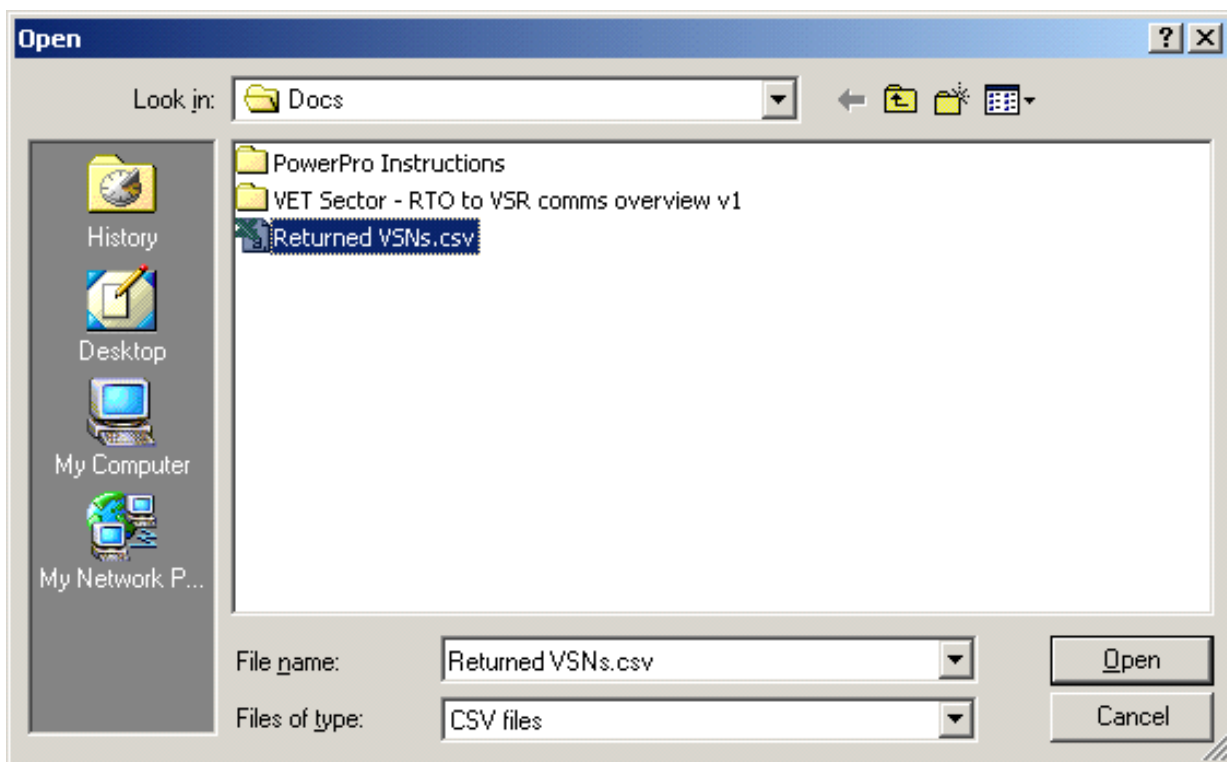 Open
Look in:
Docs
History
Desktop
My Computer
My Network P...
PowerPro Instructions
VET Sector - RTO to VSR comms overview v1
Returned VSNs.csv
File name:
Returned VSNs.csv
Open
Files of type:
CSV files
Cancel